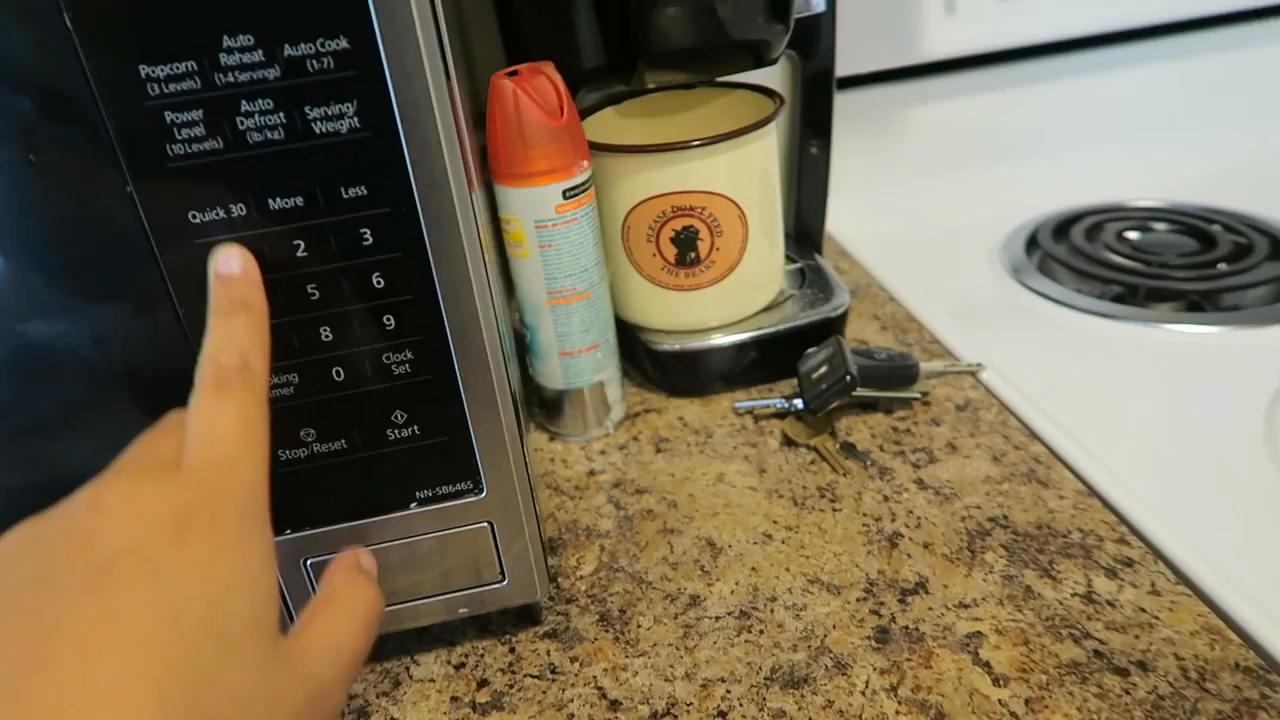 Popcorn
(3 Levels)
Auto
Reheat
(1-4 Servings)
Auto Cook
(1-7)
Power
Level
(10 Levels)
Auto
Defrost
(lb/kg)
Serving/
Weight
Quick 30
More
Less
2
3
5
6
8
9
oking
mer
0
Clock
Set
Stop/Reset
Start
NN-SB646S
PLEASE DON'T FEED
THE BEARS